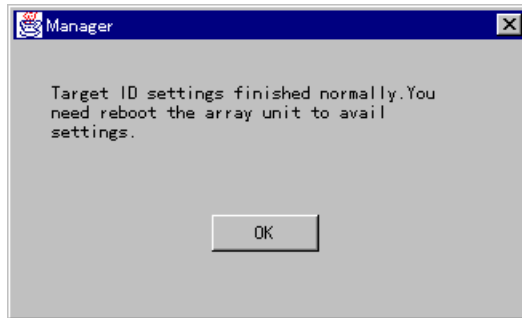 Manager
Target ID settings finished normally.You
need reboot the array unit to avail
settings.
OK